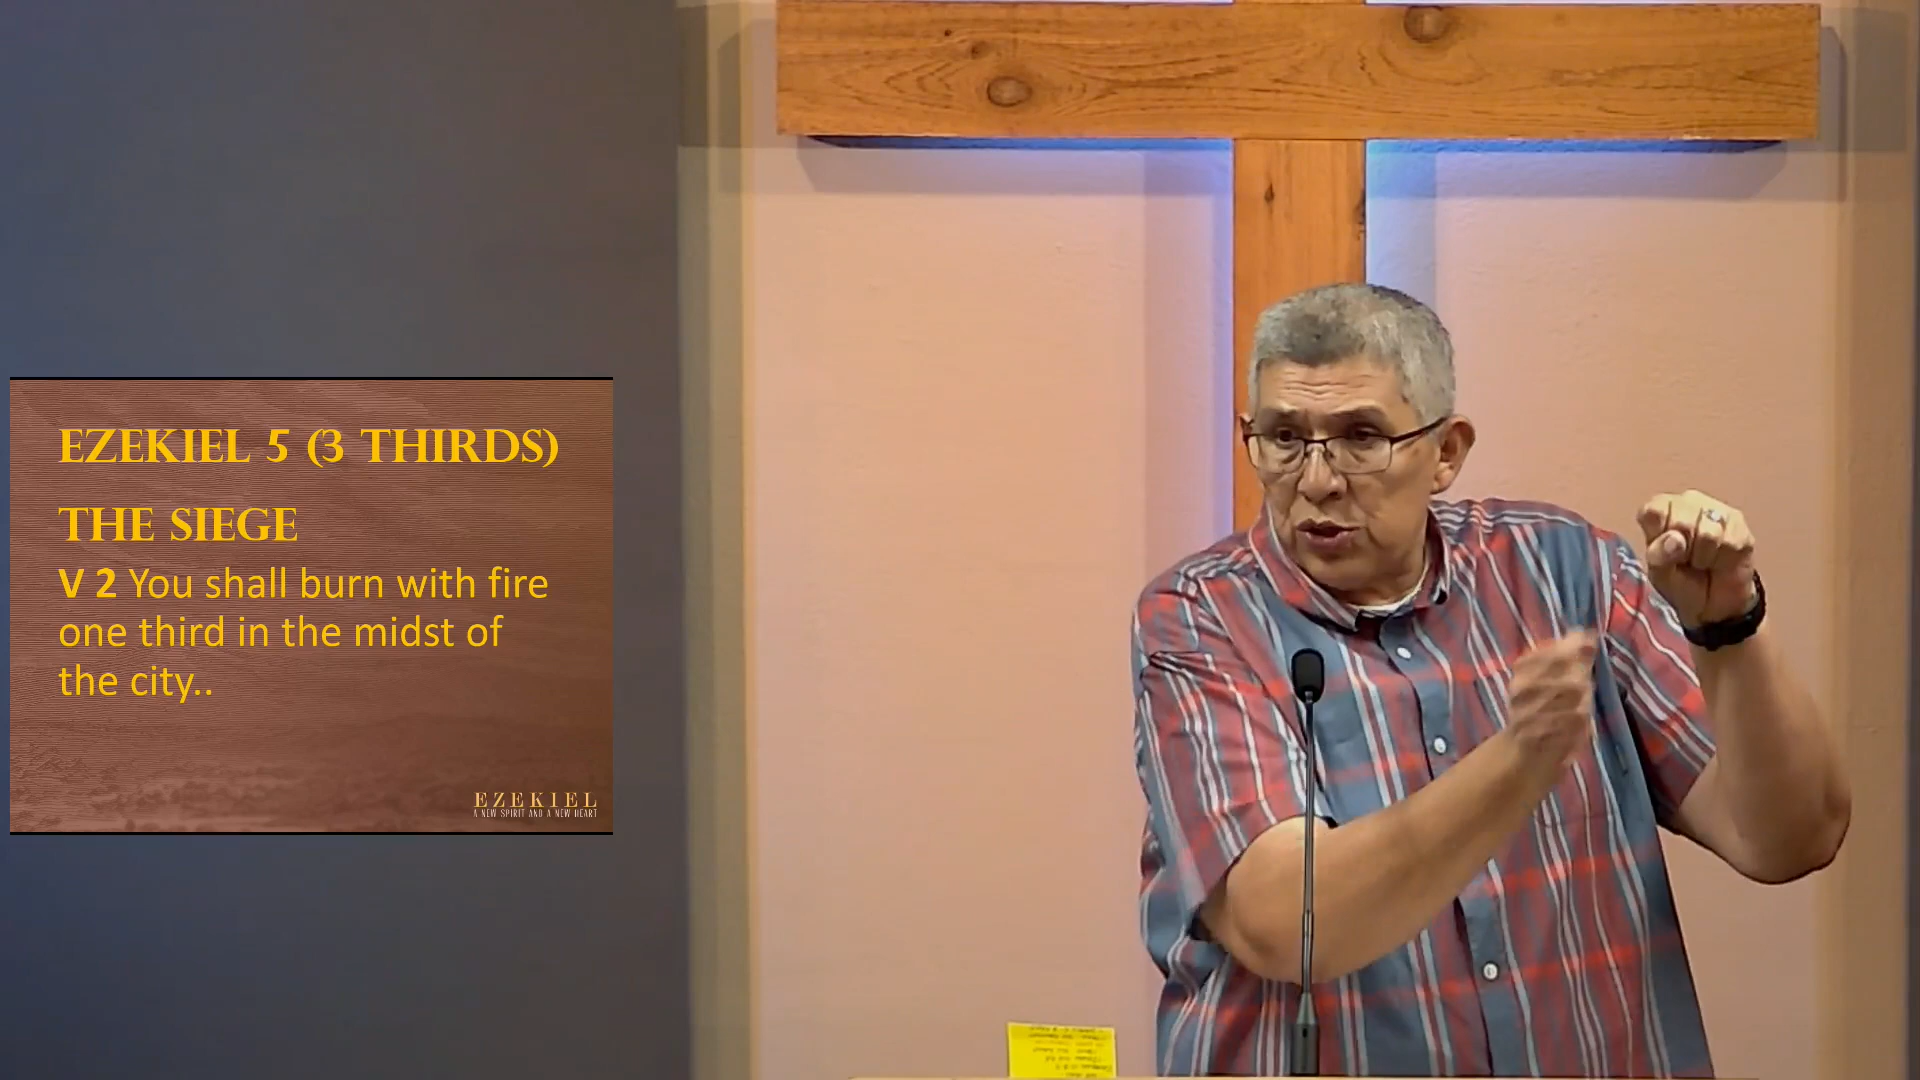 EZEKIEL 5 (3 THIRDS)
THE SIEGE
V 2 You shall burn with fire
one third in the midst of
the city..
EZEKIEL
A NEW SPIRIT AND A NEW HEART